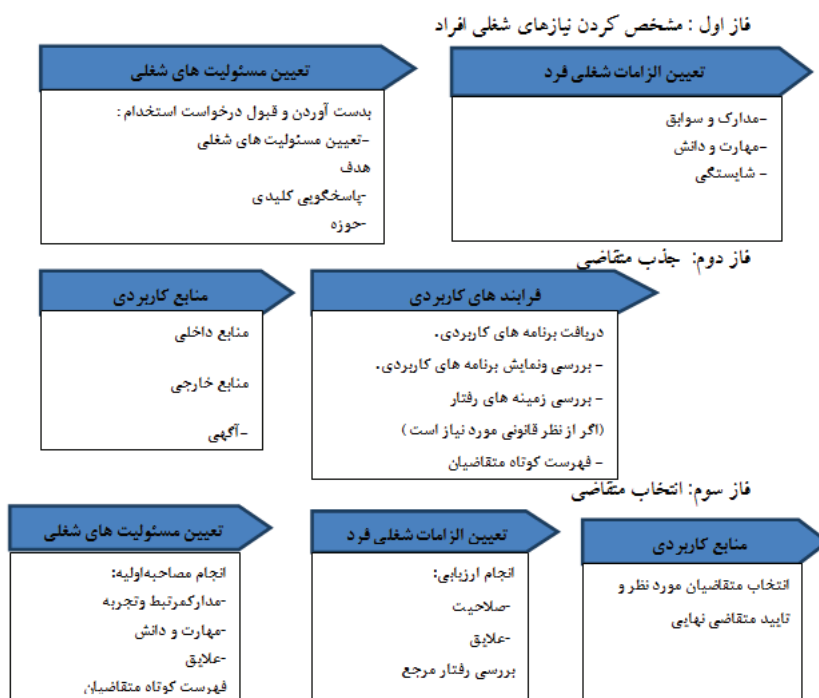 فاز اول : مشخص کردن نیازهای شغلی افراد
تعیین مسئولیت های شغلی
بدست آوردن و قبول درخواست استخدام :
-تعیین مسئولیت های شغلی
هدف
-پاسخگویی کلیدی
-حوزه
تعیین الزامات شغلی فرد
-مدارک و سوابق
-مهارت و دانش
- شایستگی
فاز دوم: جذب متقاضی
منابع کاربردی
منابع داخلی
منابع خارجی
-آگهی
فرایند های کاربردی
دریافت برنامه های کاربردی.
- بررسی ونمایش برنامه های کاربردی.
- بررسی زمینه های رفتار
(اگر از نظر قانونی مورد نیاز است )
- فهرست کوتاه متقاضیان
فاز سوم: انتخاب متقاضی
تعیین مسئولیت های شغلی
انجام مصاحبه‌اولیه:
-مدارکمرتبط وتجربه
-مهارت و دانش
-علایق
فهرست کوتاه متقاضیان
تعیین الزامات شغلی فرد
انجام ارزیابی:
-صلاحیت
-علایق
بررسی رفتار مرجع
منابع کاربردی
انتخاب متقاضیان مورد نظر و
تایید متقاضی نهایی